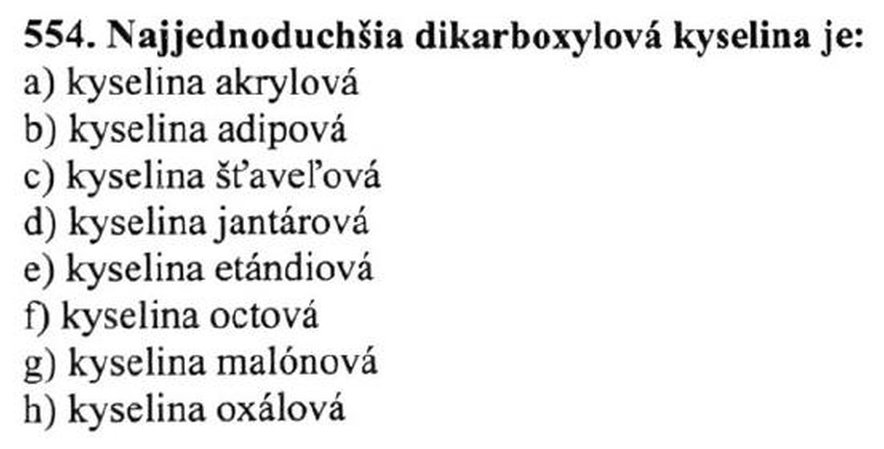 554. Najjednoduchšia dikarboxylová kyselina je:
a) kyselina akrylová
b) kyselina adipová
c) kyselina šťaveľová
d) kyselina jantárová
e) kyselina etándiová
f) kyselina octová
g) kyselina malónová
h) kyselina oxálová